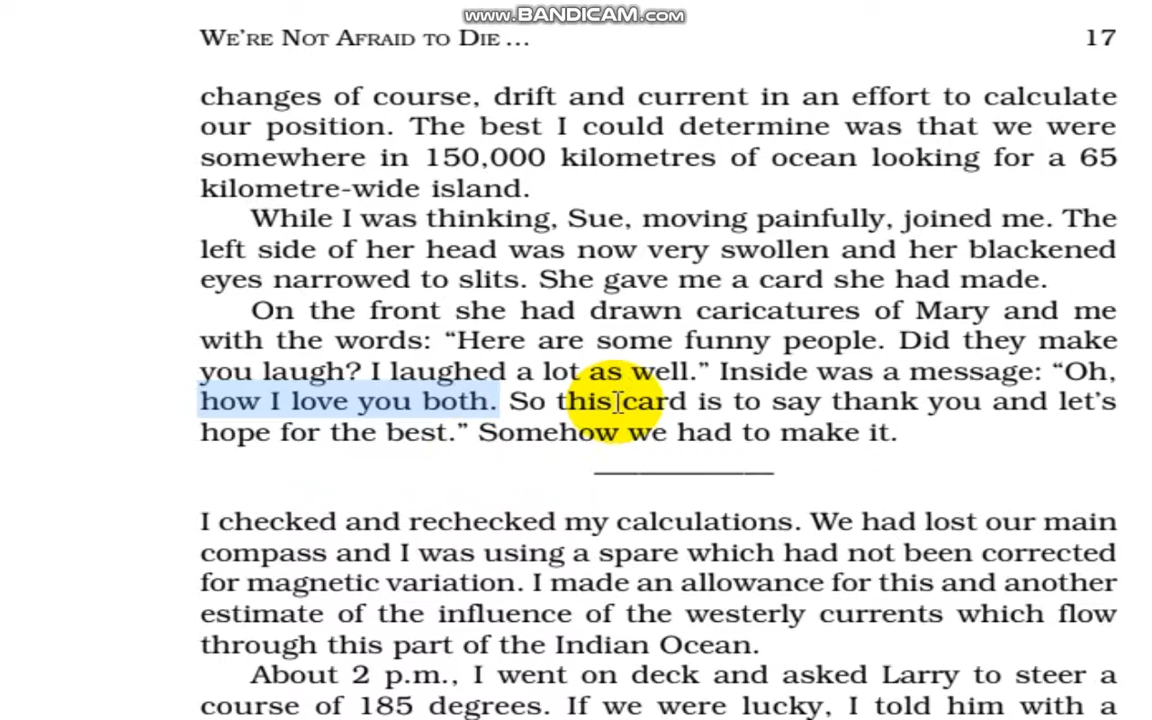 www.BANDICAM.com
WE'RE NOT AFRAID TO DIE ... 17
changes of course, drift and current in an effort to calculate
our position. The best I could determine was that we were
somewhere in 150,000 kilometres of ocean looking for a 65
kilometre-wide island.
While I was thinking, Sue, moving painfully, joined me. The
left side of her head was now very swollen and her blackened
eyes narrowed to slits. She gave me a card she had made.
On the front she had drawn caricatures of Mary and me
with the words: “Here are some funny people. Did they make
you laugh? I laughed a lot as well.” Inside was a message: “Oh,
how I love you both. So this card is to say thank you and let's
hope for the best.” Somehow we had to make it.
I checked and rechecked my calculations. We had lost our main
compass and I was using a spare which had not been corrected
for magnetic variation. I made an allowance for this and another
estimate of the influence of the westerly currents which flow
through this part of the Indian Ocean.
About 2 p.m., I went on deck and asked Larry to steer a
course of 185 degrees. If we were lucky, I told him with a